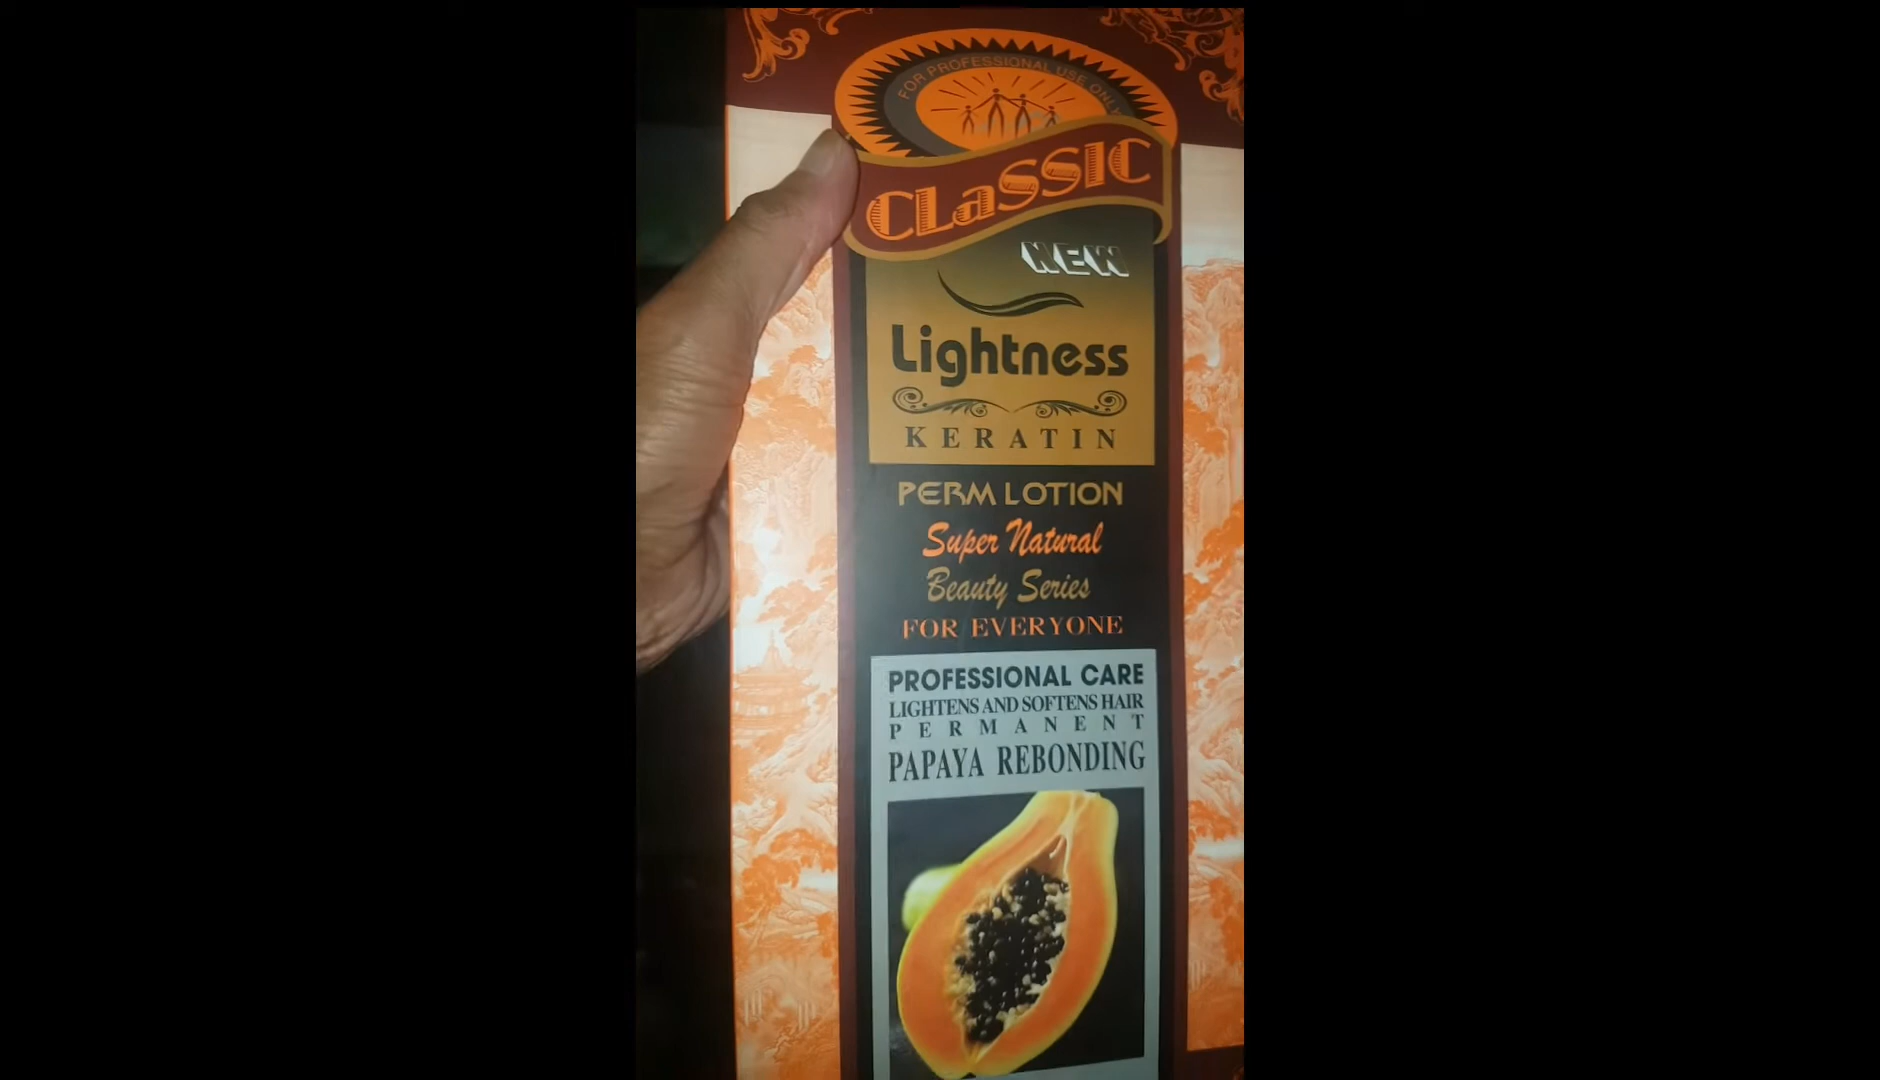 FOR PROFESSIONAL USE ONLY
CLaSSIC
NEW
Lightness
KERATIN
PERM LOTION
Super Natural
Beauty Series
FOR EVERYONE
PROFESSIONAL CARE
LIGHTENS AND SOFTENS HAIR
PERMANENT
PAPAYA REBONDING